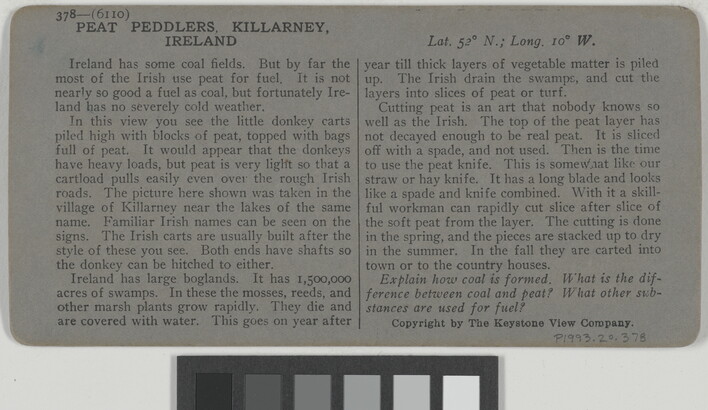 378—(6110)
PEAT PEDDLERS, KILLARNEY,
IRELAND
Lat. 52° N.; Long. 10° W.
Ireland has some coal fields. But by far the
most of the Irish use peat for fuel. It is not
nearly so good a fuel as coal, but fortunately Ire-
land has no severely cold weather.
In this view you see the little donkey carts
piled high with blocks of peat, topped with bags
full of peat. It would appear that the donkeys
have heavy loads, but peat is very light so that a
cartload pulls easily even over the rough Irish
roads. The picture here shown was taken in the
village of Killarney near the lakes of the same
name. Familiar Irish names can be seen on the
signs. The Irish carts are usually built after the
style of these you see. Both ends have shafts so
the donkey can be hitched to either.
Ireland has large boglands. It has 1,500,000
acres of swamps. In these the mosses, reeds, and
other marsh plants grow rapidly. They die and
are covered with water. This goes on year after
year till thick layers of vegetable matter is piled
up. The Irish drain the swamps, and cut the
layers into slices of peat or turf.
Cutting peat is an art that nobody knows so
well as the Irish. The top of the peat layer has
not decayed enough to be real peat. It is sliced
off with a spade, and not used. Then is the time
to use the peat knife. This is somewhat like our
straw or hay knife. It has a long blade and looks
like a spade and knife combined. With it a skill-
ful workman can rapidly cut slice after slice of
the soft peat from the layer. The cutting is done
in the spring, and the pieces are stacked up to dry
in the summer. In the fall they are carted into
town or to the country houses.
Explain how coal is formed. What is the dif-
ference between coal and peat? What other sub-
stances are used for fuel?
Copyright by The Keystone View Company.
P1993.20.378